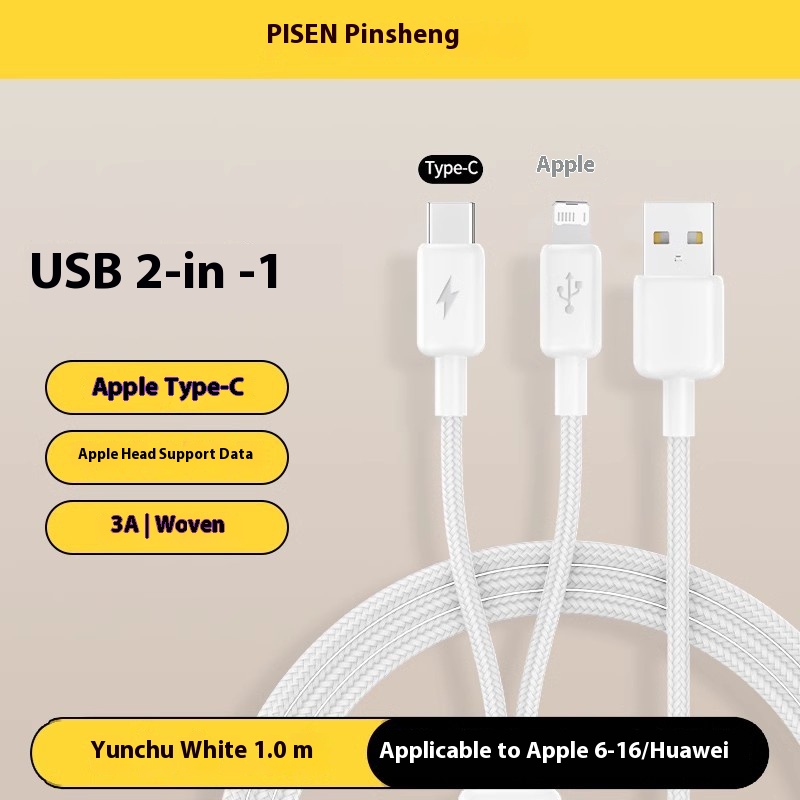 PISEN Pinsheng
Type-C
Apple
USB 2-in -1
Apple Type-C
Apple Head Support Data
3A | Woven
Yunchu White 1.0 m
Applicable to Apple 6-16/Huawei